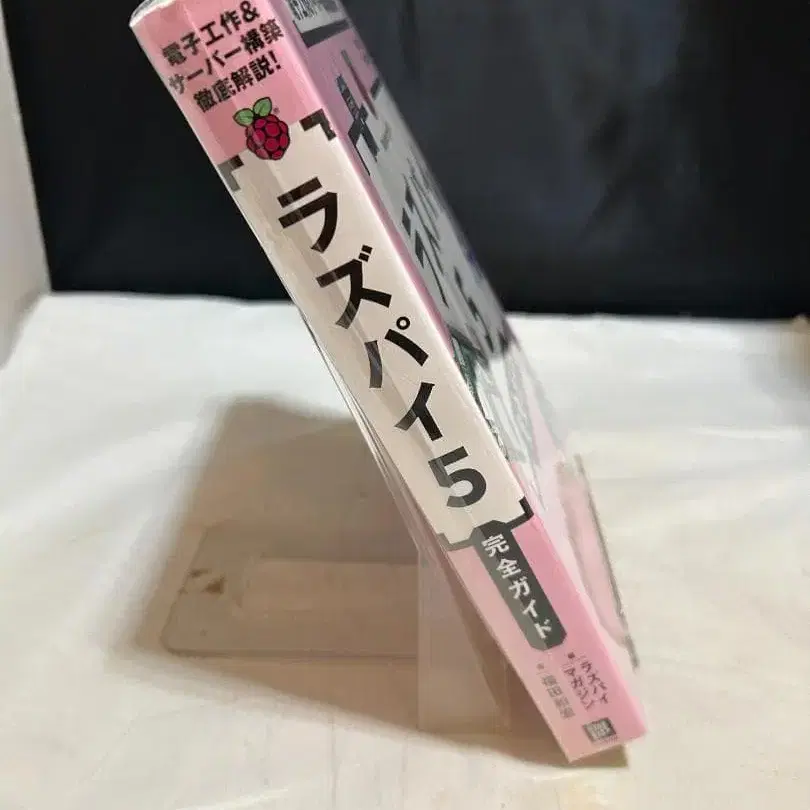 電子工作&
サーバー構築
徹底解説!
ラズパイ5
完全ガイド
ラズパイ
マガジン